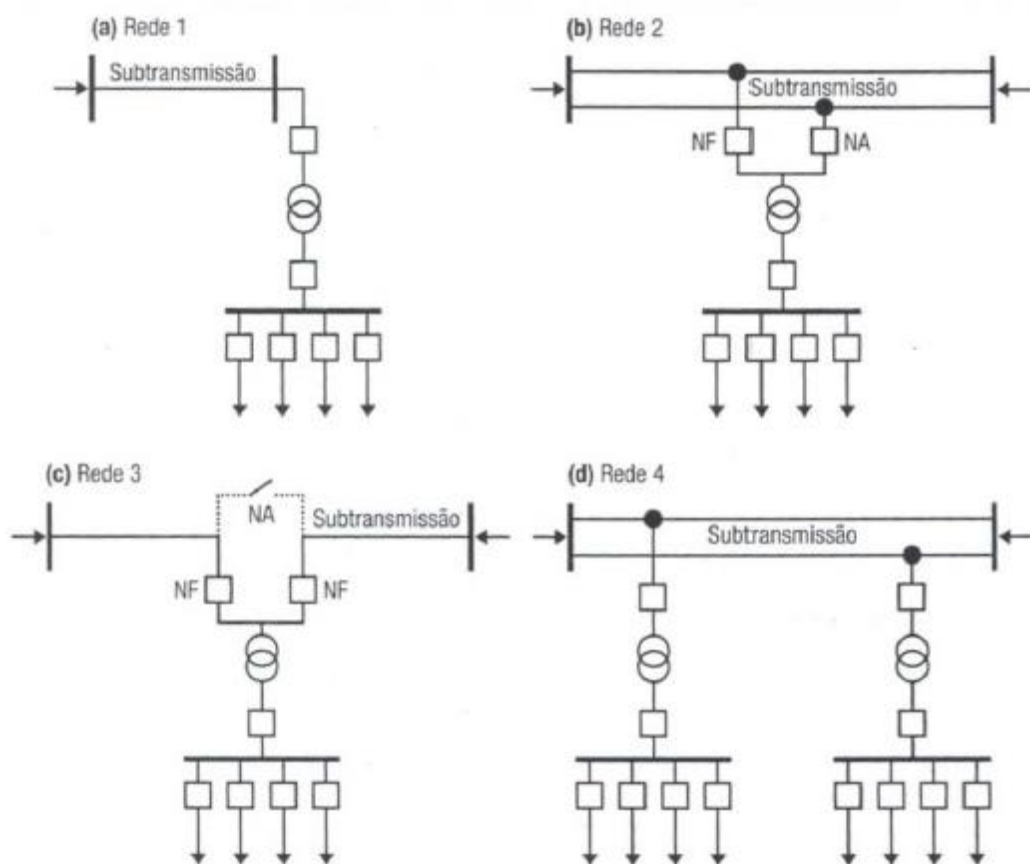 (a) Rede 1
Subtransmissão
(b) Rede 2
Subtransmissão
NF
NA
(c) Rede 3
NA
Subtransmissão
NF
NF
(d) Rede 4
Subtransmissão